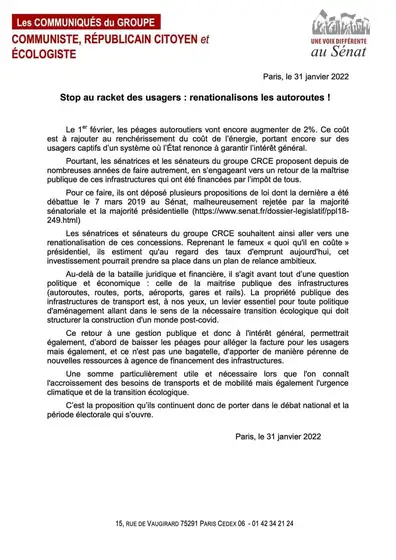 Les COMMUNIQUÉS du GROUPE
COMMUNISTE, RÉPUBLICAIN CITOYEN et
ÉCOLOGISTE
UNE VOIX DIFFÉRENTE
au Sénat
Paris, le 31 janvier 2022
Stop au racket des usagers : renationalisons les autoroutes !
Le 1er février, les péages autoroutiers vont encore augmenter de 2%. Ce coût
est à rajouter au renchérissement du coût de l'énergie, portant encore sur des
usagers captifs d'un système où l'État renonce à garantir l'intérêt général.
Pourtant, les sénatrices et les sénateurs du groupe CRCE proposent depuis de
nombreuses années de faire autrement, en s'engageant vers un retour de la maitrise
publique de ces infrastructures qui ont été financées par l'impôt de tous.
Pour ce faire, ils ont déposé plusieurs propositions de loi dont la dernière a été
débattue le 7 mars 2019 au Sénat, malheureusement rejetée par la majorité
sénatoriale et la majorité présidentielle (https://www.senat.fr/dossier-legislatif/ppl18-
249.html)
Les sénatrices et sénateurs du groupe CRCE souhaitent ainsi aller vers une
renationalisation de ces concessions. Reprenant le fameux « quoi qu'il en coûte »
présidentiel, ils estiment qu'au regard des taux d'emprunt aujourd'hui, cet
investissement pourrait prendre sa place dans un plan de relance ambitieux.
Au-delà de la bataille juridique et financière, il s'agit avant tout d'une question
politique et économique : celle de la maitrise publique des infrastructures
(autoroutes, routes, ports, aéroports, gares et rails). La propriété publique des
infrastructures de transport est, à nos yeux, un levier essentiel pour toute politique
d'aménagement allant dans le sens de la nécessaire transition écologique qui doit
structurer la construction d'un monde post-covid.
Ce retour à une gestion publique et donc à l'intérêt général, permettrait
également, d'abord de baisser les péages pour alléger la facture pour les usagers
mais également, et ce n'est pas une bagatelle, d'apporter de manière pérenne de
nouvelles ressources à agence de financement des infrastructures.
Une somme particulièrement utile et nécessaire lors que l'on connaît
l'accroissement des besoins de transports et de mobilité mais également l'urgence
climatique et de la transition écologique.
C'est la proposition qu'ils continuent donc de porter dans le débat national et la
période électorale qui s'ouvre.
Paris, le 31 janvier 2022
15, RUE DE VAUGIRARD 75291 PARIS CEDEX 06 - 01 42 34 21 24